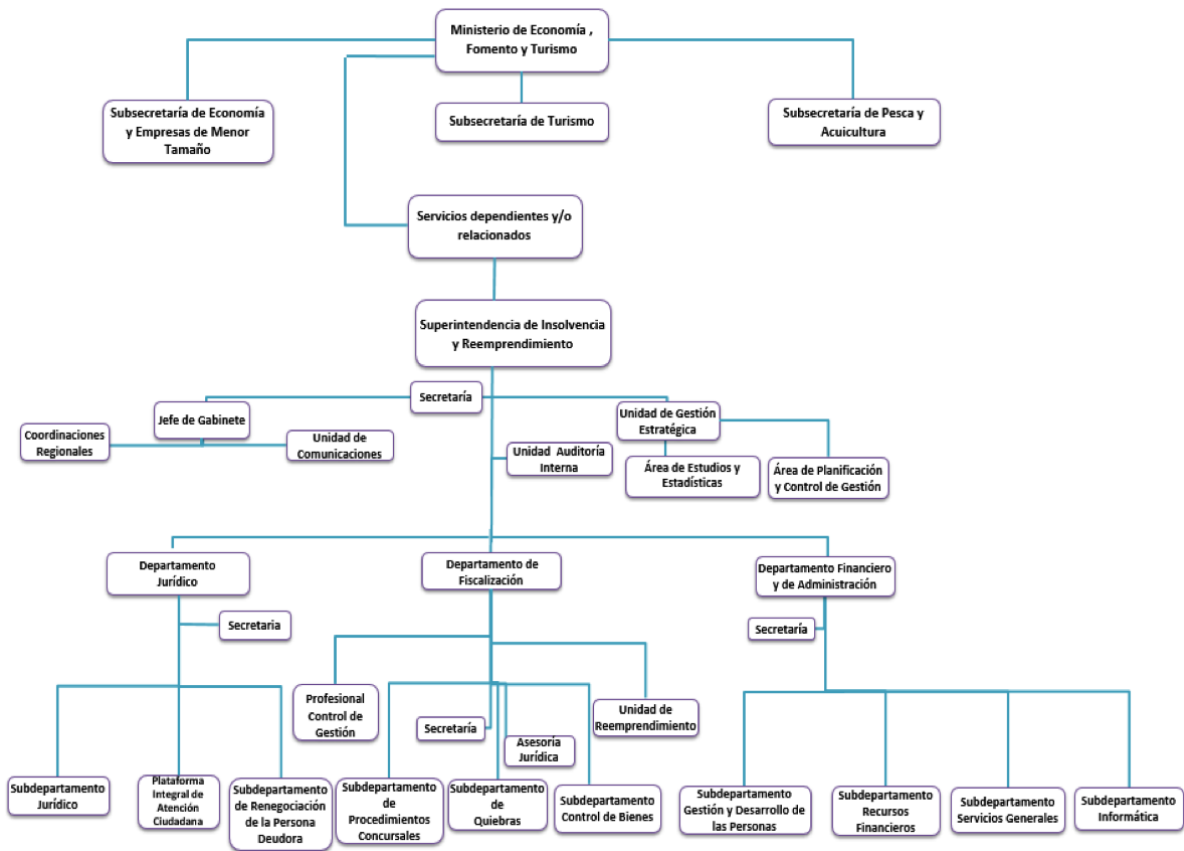 Ministerio de Economía ,
Fomento y Turismo
Subsecretaría de Economía
y Empresas de Menor
Tamaño
Subsecretaría de Turismo
Subsecretaría de Pesca y
Acuicultura
Servicios dependientes y/o
relacionados
Superintendencia de Insolvencia
y Reemprendimiento
Secretaría
Jefe de Gabinete
Unidad de Gestión
Estratégica
Coordinaciones
Regionales
Unidad de
Comunicaciones
Unidad Auditoría
Interna
Área de Estudios y
Estadísticas
Área de Planificación
y Control de Gestión
Departamento
Jurídico
Departamento de
Fiscalización
Departamento Financiero
y de Administración
Secretaria
Secretaría
Profesional
Control de
Gestión
Secretaría
Unidad de
Reemprendimiento
Asesoría
Jurídica
Subdepartamento
Jurídico
Plataforma
Integral de
Atención
Ciudadana
Subdepartamento
de Renegociación
de la Persona
Deudora
Subdepartamento
de
Procedimientos
Concursales
Subdepartamento
de
Quiebras
Subdepartamento
Control de Bienes
Subdepartamento
Gestión y Desarrollo de
las Personas
Subdepartamento
Recursos
Financieros
Subdepartamento
Servicios Generales
Subdepartamento
Informática